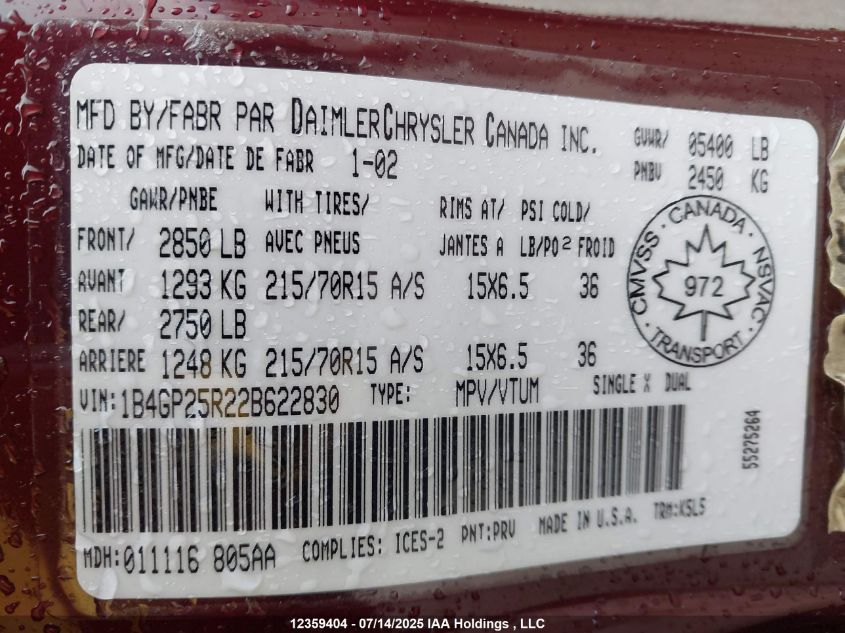 MFD BY/FABR PAR DAIMLERCHRYSLER CANADA INC.
DATE OF MFG/DATE DE FABR 1-02
GVWR/ 05400 LB
PNBV 2450 KG
GAWR/PNBE WITH TIRES/ RIMS AT/ PSI COLD/
FRONT/ 2850 LB AVEC PNEUS JANTES A LB/PO² FROID
AVANT 1293 KG 215/70R15 A/S 15X6.5 36
REAR/ 2750 LB
ARRIERE 1248 KG 215/70R15 A/S 15X6.5 36
CANADA
CMVSS · NSVAC
972
TRANSPORT
VIN:1B4GP25R22B622830 TYPE: MPV/VTUM SINGLE X DUAL
55275264
MDH:011116 805AA COMPLIES: ICES-2 PNT:PRV MADE IN U.S.A. TRM:K5L5
12359404 - 07/14/2025 IAA Holdings , LLC